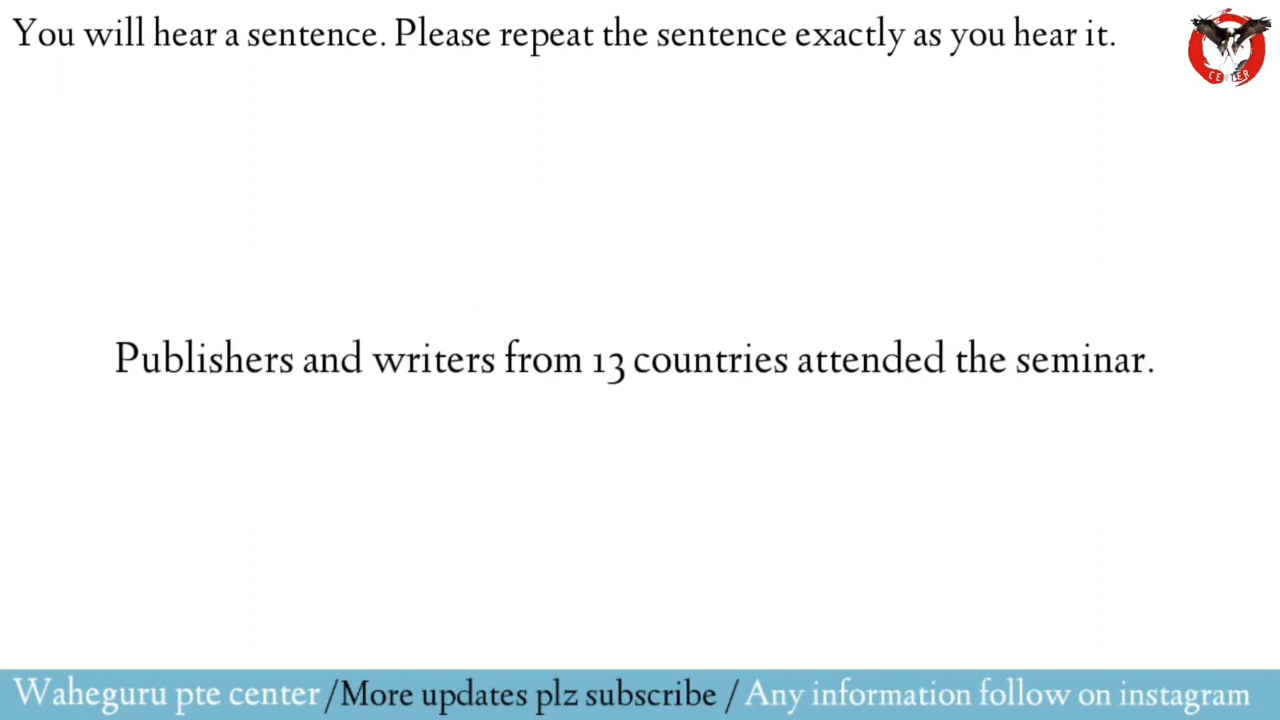 You will hear a sentence. Please repeat the sentence exactly as you hear it.
CENTER
Publishers and writers from 13 countries attended the seminar.
Waheguru pte center /More updates plz subscribe / Any information follow on instagram